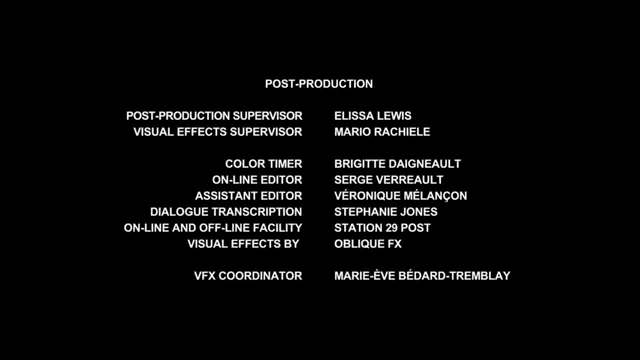 POST-PRODUCTION
POST-PRODUCTION SUPERVISOR ELISSA LEWIS
VISUAL EFFECTS SUPERVISOR MARIO RACHIELE
COLOR TIMER BRIGITTE DAIGNEAULT
ON-LINE EDITOR SERGE VERREAULT
ASSISTANT EDITOR VÉRONIQUE MÉLANÇON
DIALOGUE TRANSCRIPTION STEPHANIE JONES
ON-LINE AND OFF-LINE FACILITY STATION 29 POST
VISUAL EFFECTS BY OBLIQUE FX
VFX COORDINATOR MARIE-ÈVE BÉDARD-TREMBLAY